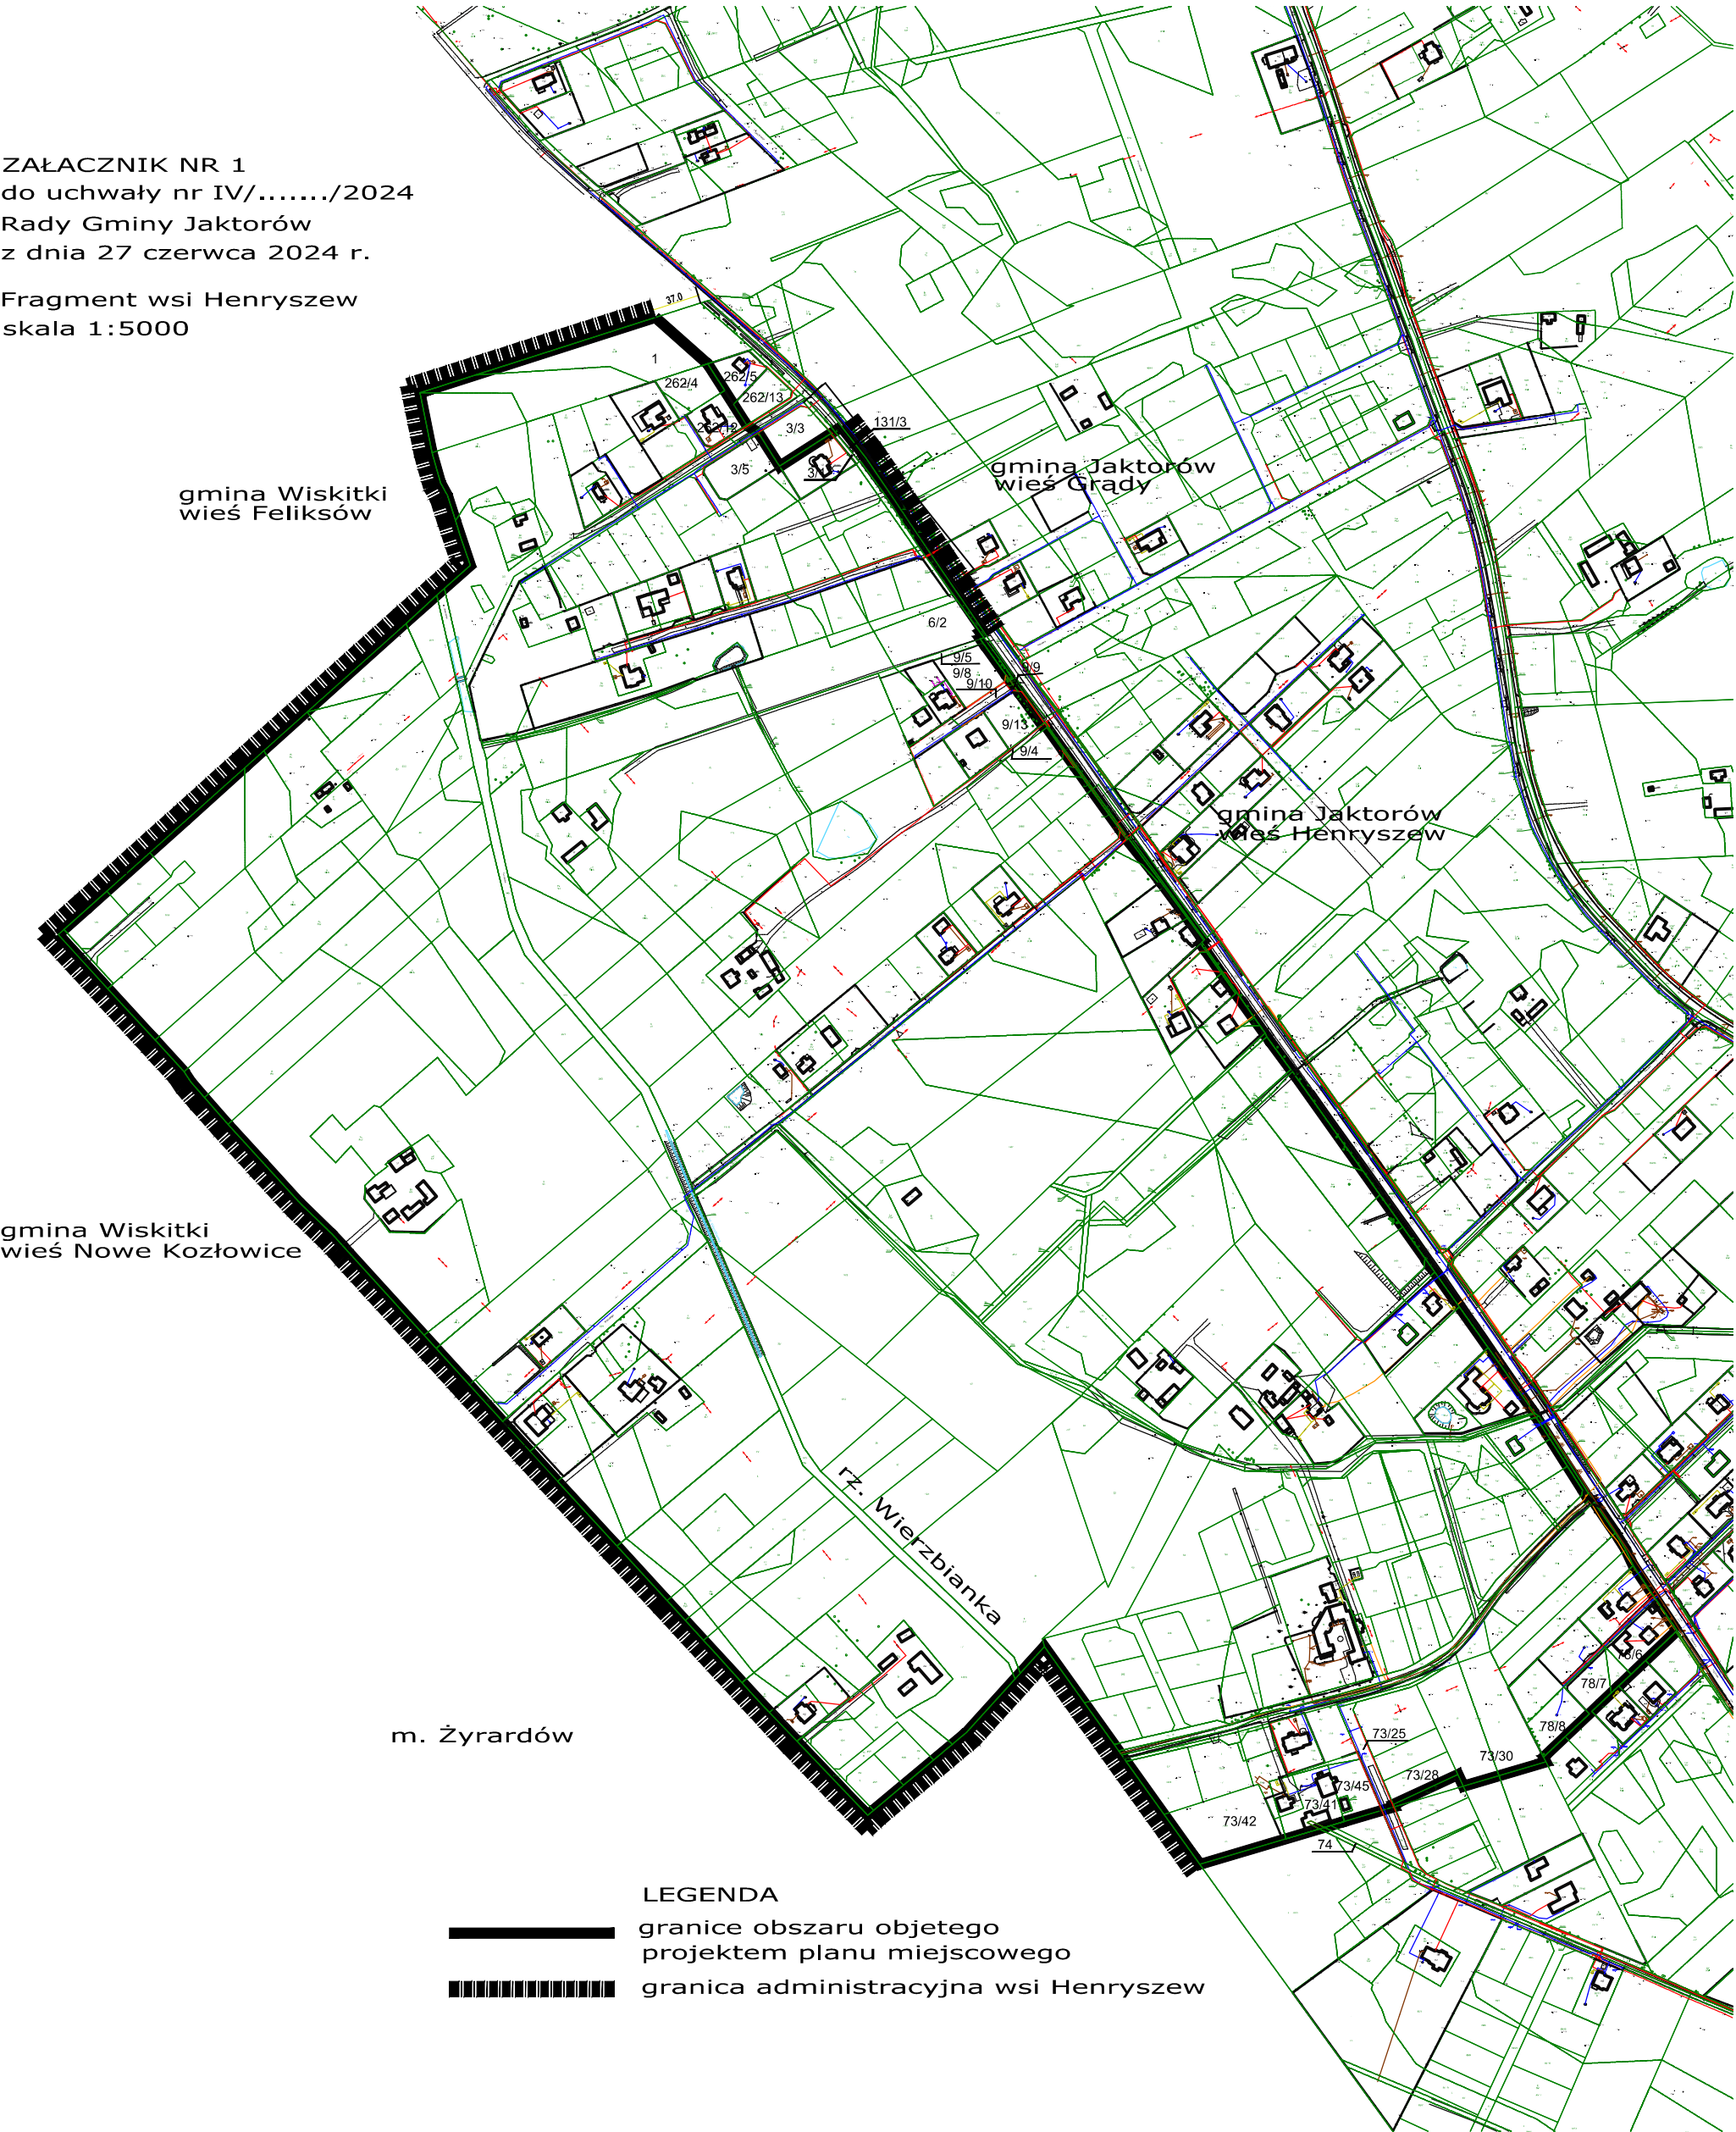 ZAŁACZNIK NR 1
do uchwały nr IV/......./2024
Rady Gminy Jaktorów
z dnia 27 czerwca 2024 r.
Fragment wsi Henryszew
skala 1:5000
37.0
1
262/4
262/5
262/13
262/12
3/3
131/3
3/5
gmina Jaktorów
wieś Grądy
gmina Wiskitki
wieś Feliksów
6/2
9/5
9/9
9/8
9/10
9/13
9/4
gmina Jaktorów
wieś Henryszew
gmina Wiskitki
wieś Nowe Kozłowice
rz. Wierzbianka
m. Żyrardów
78/6
78/7
78/8
73/25
73/30
73/28
73/45
73/41
73/42
74
LEGENDA
granice obszaru objetego
projektem planu miejscowego
granica administracyjna wsi Henryszew